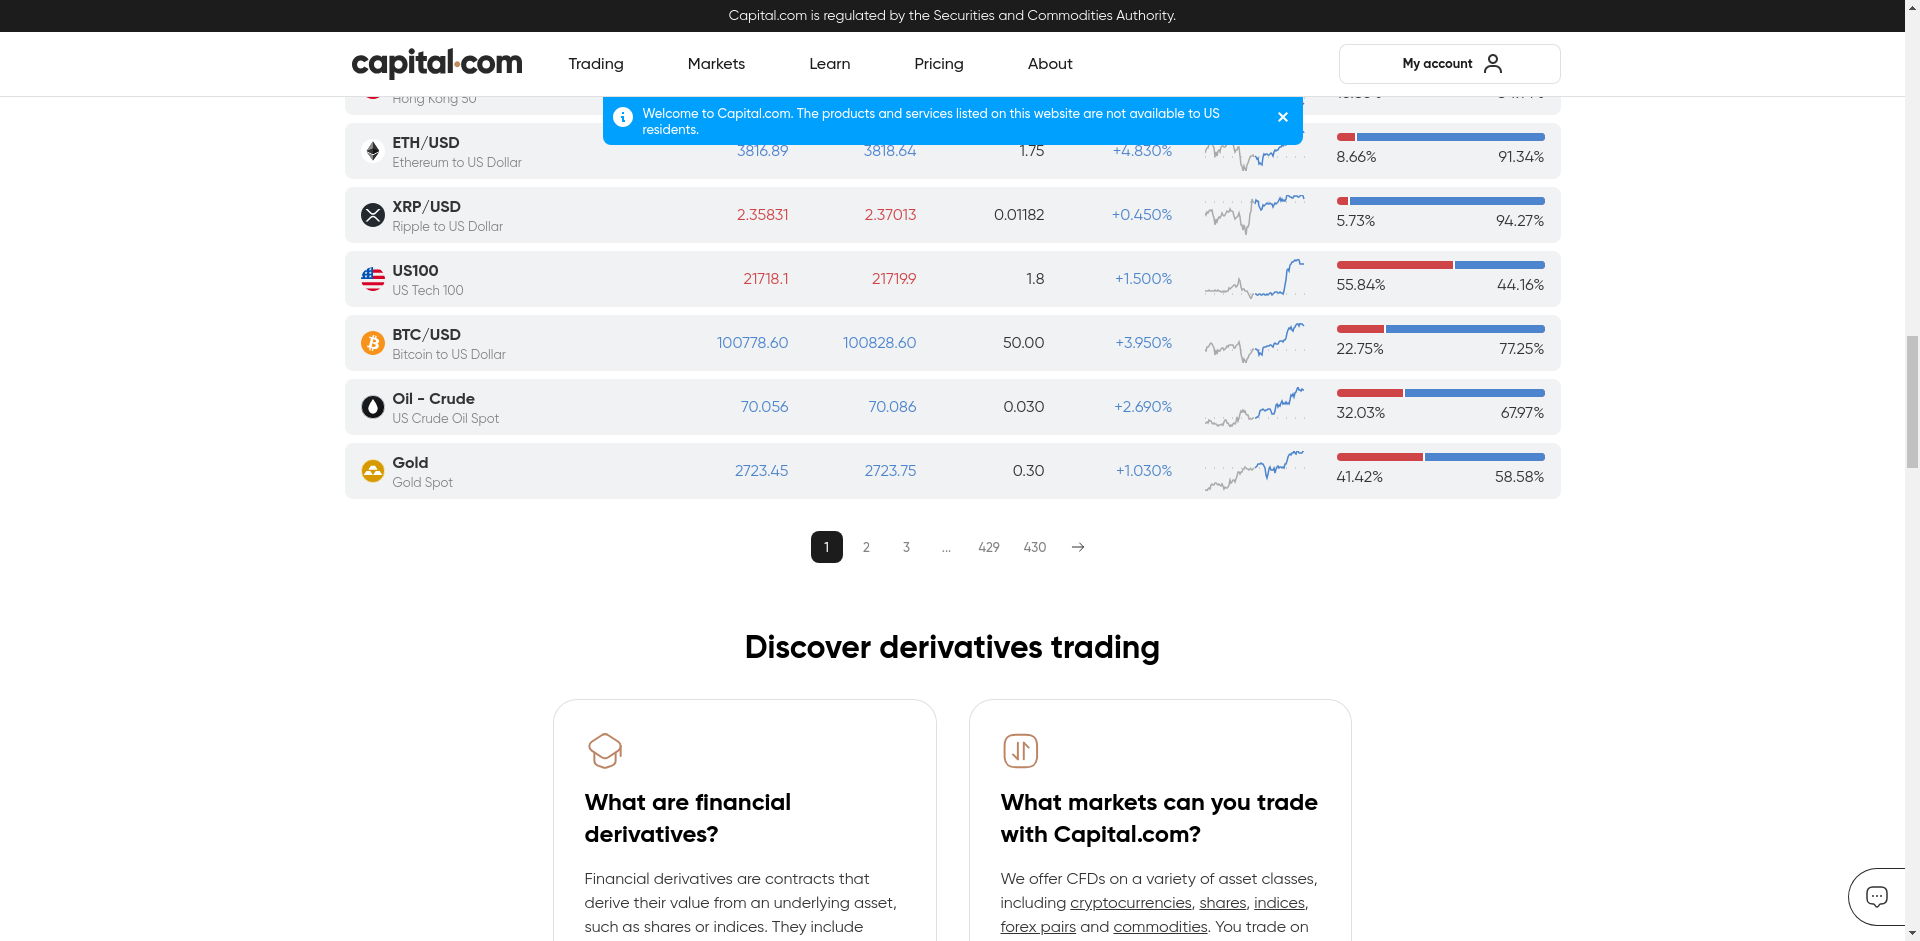 Capital.com is regulated by the Securities and Commodities Authority.
capital.com
Trading
Markets
Learn
Pricing
About
My account
Hong Kong 50
Welcome to Capital.com. The products and services listed on this website are not available to US
residents.
ETH/USD
Ethereum to US Dollar
3816.89
3818.64
1.75
+4.830%
8.66%
91.34%
XRP/USD
Ripple to US Dollar
2.35831
2.37013
0.01182
+0.450%
5.73%
94.27%
US100
US Tech 100
21718.1
21719.9
1.8
+1.500%
55.84%
44.16%
BTC/USD
Bitcoin to US Dollar
100778.60
100828.60
50.00
+3.950%
22.75%
77.25%
Oil - Crude
US Crude Oil Spot
70.056
70.086
0.030
+2.690%
32.03%
67.97%
Gold
Gold Spot
2723.45
2723.75
0.30
+1.030%
41.42%
58.58%
1
2
3
...
429
430
Discover derivatives trading
What are financial
derivatives?
Financial derivatives are contracts that
derive their value from an underlying asset,
such as shares or indices. They include
What markets can you trade
with Capital.com?
We offer CFDs on a variety of asset classes,
including cryptocurrencies, shares, indices,
forex pairs and commodities. You trade on